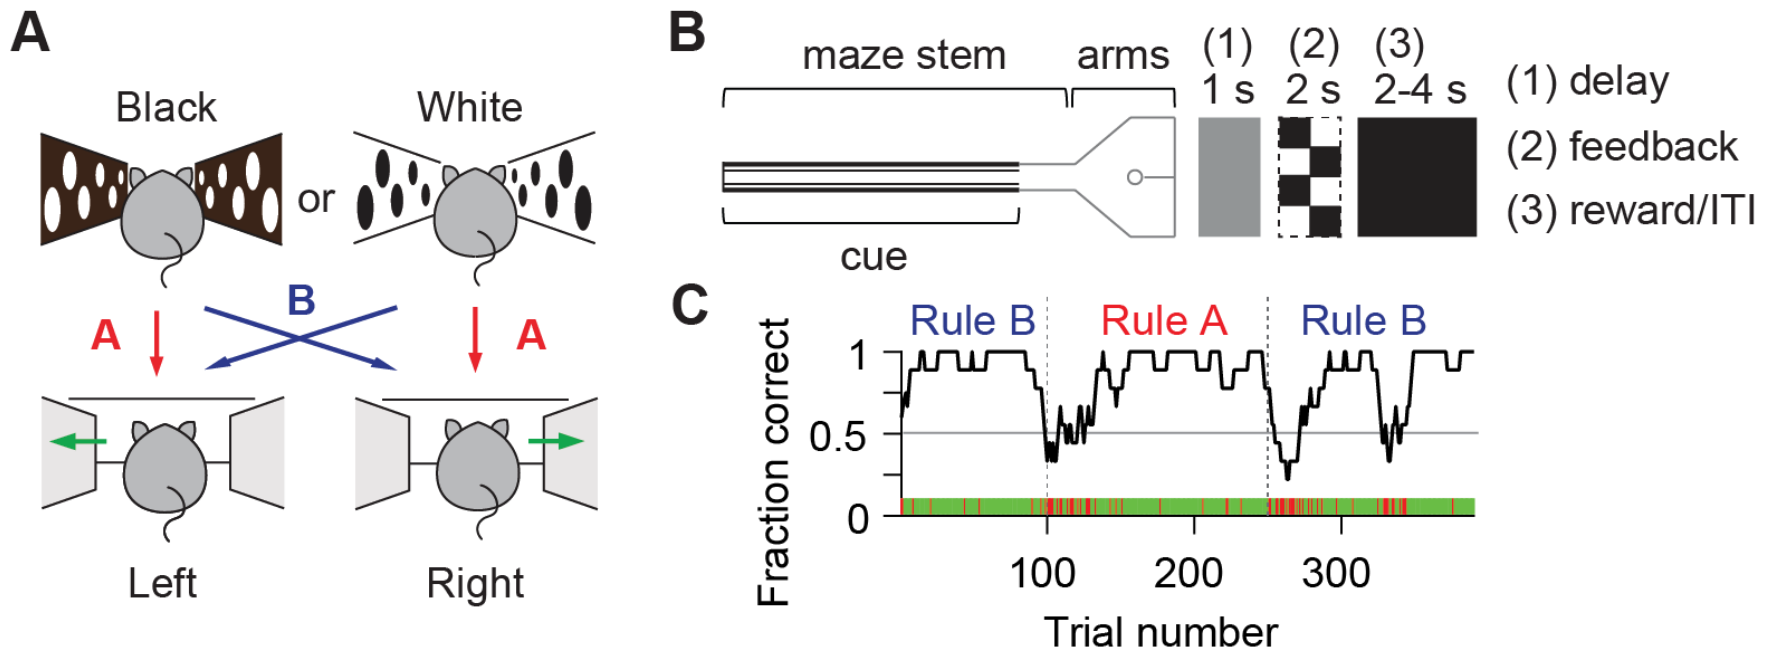 A
Black
White
or
A
B
A
Left
Right
B
maze stem
arms
(1)
(2)
(3)
1 s
2 s
2-4 s
cue
(1) delay
(2) feedback
(3) reward/ITI
C
Rule B
Rule A
Rule B
Fraction correct
1
0.5
0
100
200
300
Trial number